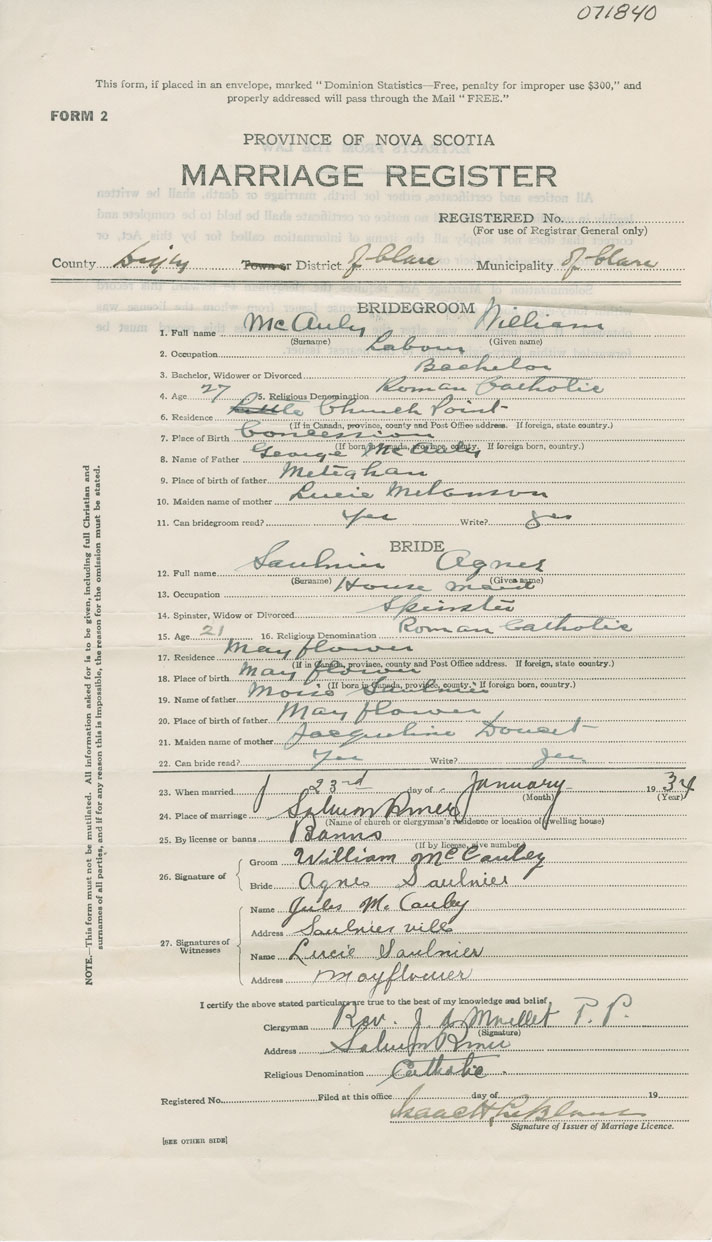 071840
This form, if placed in an envelope, marked "Dominion Statistics—Free, penalty for improper use $300," and
properly addressed will pass through the Mail "FREE."
FORM 2
PROVINCE OF NOVA SCOTIA
MARRIAGE REGISTER
REGISTERED No.
(For use of Registrar General only)
County Digby Town or District of Clare Municipality of Clare
BRIDEGROOM
1. Full name McAuly William
(Surname) (Given name)
2. Occupation Labour
3. Bachelor, Widower or Divorced Bachelor
4. Age 27 5. Religious Denomination Roman Catholic
6. Residence Little Church Point
(If in Canada, province, county and Post Office address. If foreign, state country.)
7. Place of Birth Concession
(If born in Canada, province, county. If foreign born, country.)
8. Name of Father George McCauly
9. Place of birth of father Meteghan
10. Maiden name of mother Lucie Melanson
11. Can bridegroom read? Yes Write? yes
BRIDE
12. Full name Saulnier Agnes
(Surname) (Given name)
13. Occupation House maid
14. Spinster, Widow or Divorced Spinster
15. Age 21 16. Religious Denomination Roman Catholic
17. Residence May flower
(If in Canada, province, county and Post Office address. If foreign, state country.)
18. Place of birth May flower
(If born in Canada, province, county. If foreign born, country.)
19. Name of father Saulnier
20. Place of birth of father May flower
21. Maiden name of mother Jacqueline Doucet
22. Can bride read? Yes Write? Yes
23. When married 23rd day of January 1934
(Month) (Year)
24. Place of marriage Salmon River
(Name of church or clergyman's residence or location of dwelling house)
25. By license or banns Banns
(If by license, give number)
26. Signature of
Groom William McCauley
Bride Agnes Saulnier
27. Signatures of Witnesses
Name Jules McCauley
Address Saulnierville
Name Lucie Saulnier
Address Mayflower
I certify the above stated particulars are true to the best of my knowledge and belief,
Clergyman Rev. J. A. P. P.
(Signature)
Address Salmon River
Religious Denomination Catholic
Registered No. Filed at this office day of 19
Isaac H. LeBlanc
Signature of Issuer of Marriage Licence.
[SEE OTHER SIDE]
NOTE.—This form must not be mutilated. All information asked for is to be given, including full Christian and
surnames of all parties, and if for any reason this is impossible, the reason for the omission must be stated.